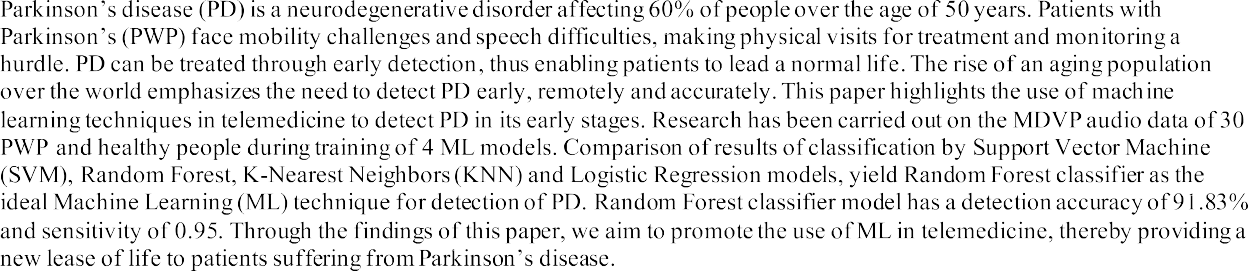 Parkinson's disease (PD) is a neurodegenerative disorder affecting 60% of people over the age of 50 years. Patients with
Parkinson's (PWP) face mobility challenges and speech difficulties, making physical visits for treatment and monitoring a
hurdle. PD can be treated through early detection, thus enabling patients to lead a normal life. The rise of an aging population
over the world emphasizes the need to detect PD early, remotely and accurately. This paper highlights the use of machine
learning techniques in telemedicine to detect PD in its early stages. Research has been carried out on the MDVP audio data of 30
PWP and healthy people during training of 4 ML models. Comparison of results of classification by Support Vector Machine
(SVM), Random Forest, K-Nearest Neighbors (KNN) and Logistic Regression models, yield Random Forest classifier as the
ideal Machine Learning (ML) technique for detection of PD. Random Forest classifier model has a detection accuracy of 91.83%
and sensitivity of 0.95. Through the findings of this paper, we aim to promote the use of ML in telemedicine, thereby providing a
new lease of life to patients suffering from Parkinson's disease.